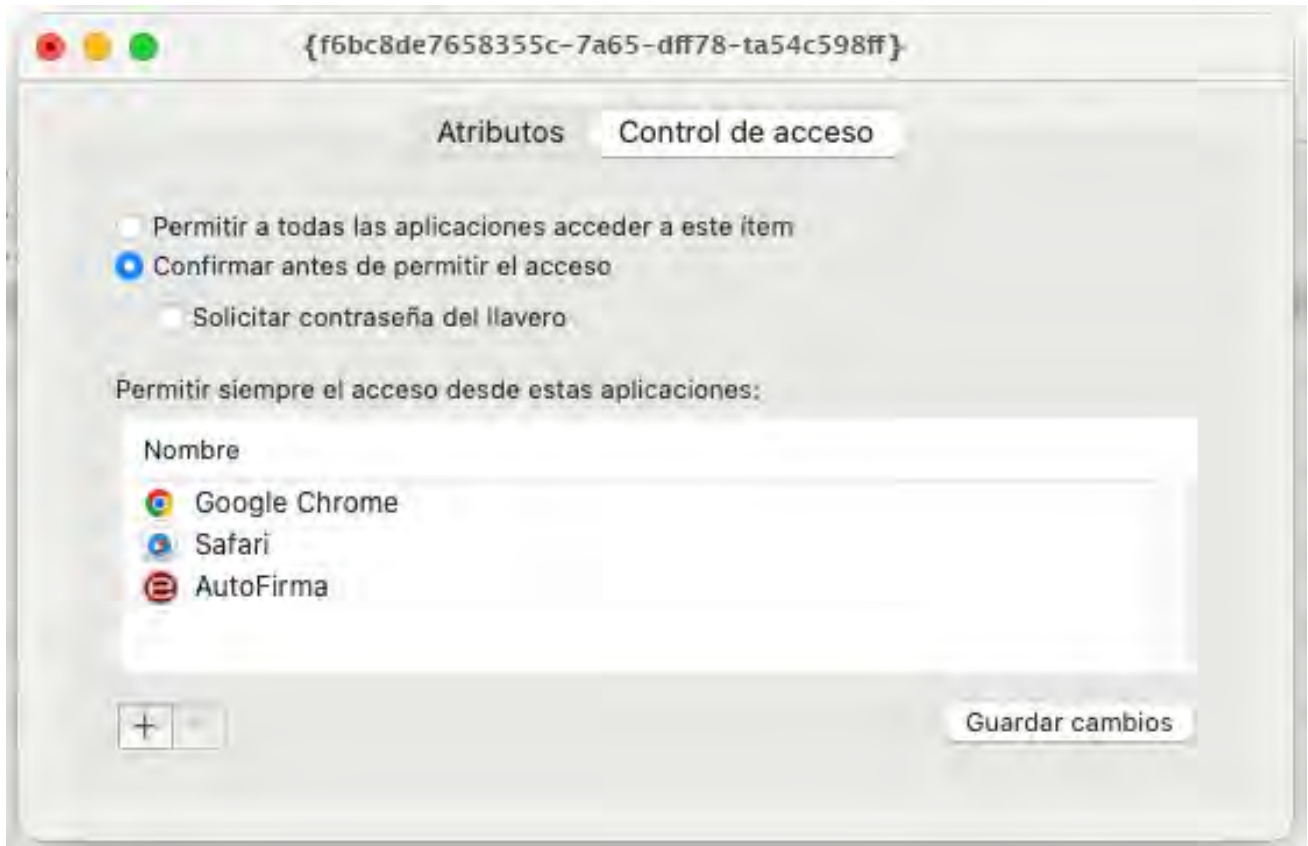 {f6bc8de7658355c-7a65-dff78-ta54c598ff}
Atributos Control de acceso
Permitir a todas las aplicaciones acceder a este ítem
Confirmar antes de permitir el acceso
Solicitar contraseña del llavero
Permitir siempre el acceso desde estas aplicaciones:
Nombre
Google Chrome
Safari
AutoFirma
+ -
Guardar cambios